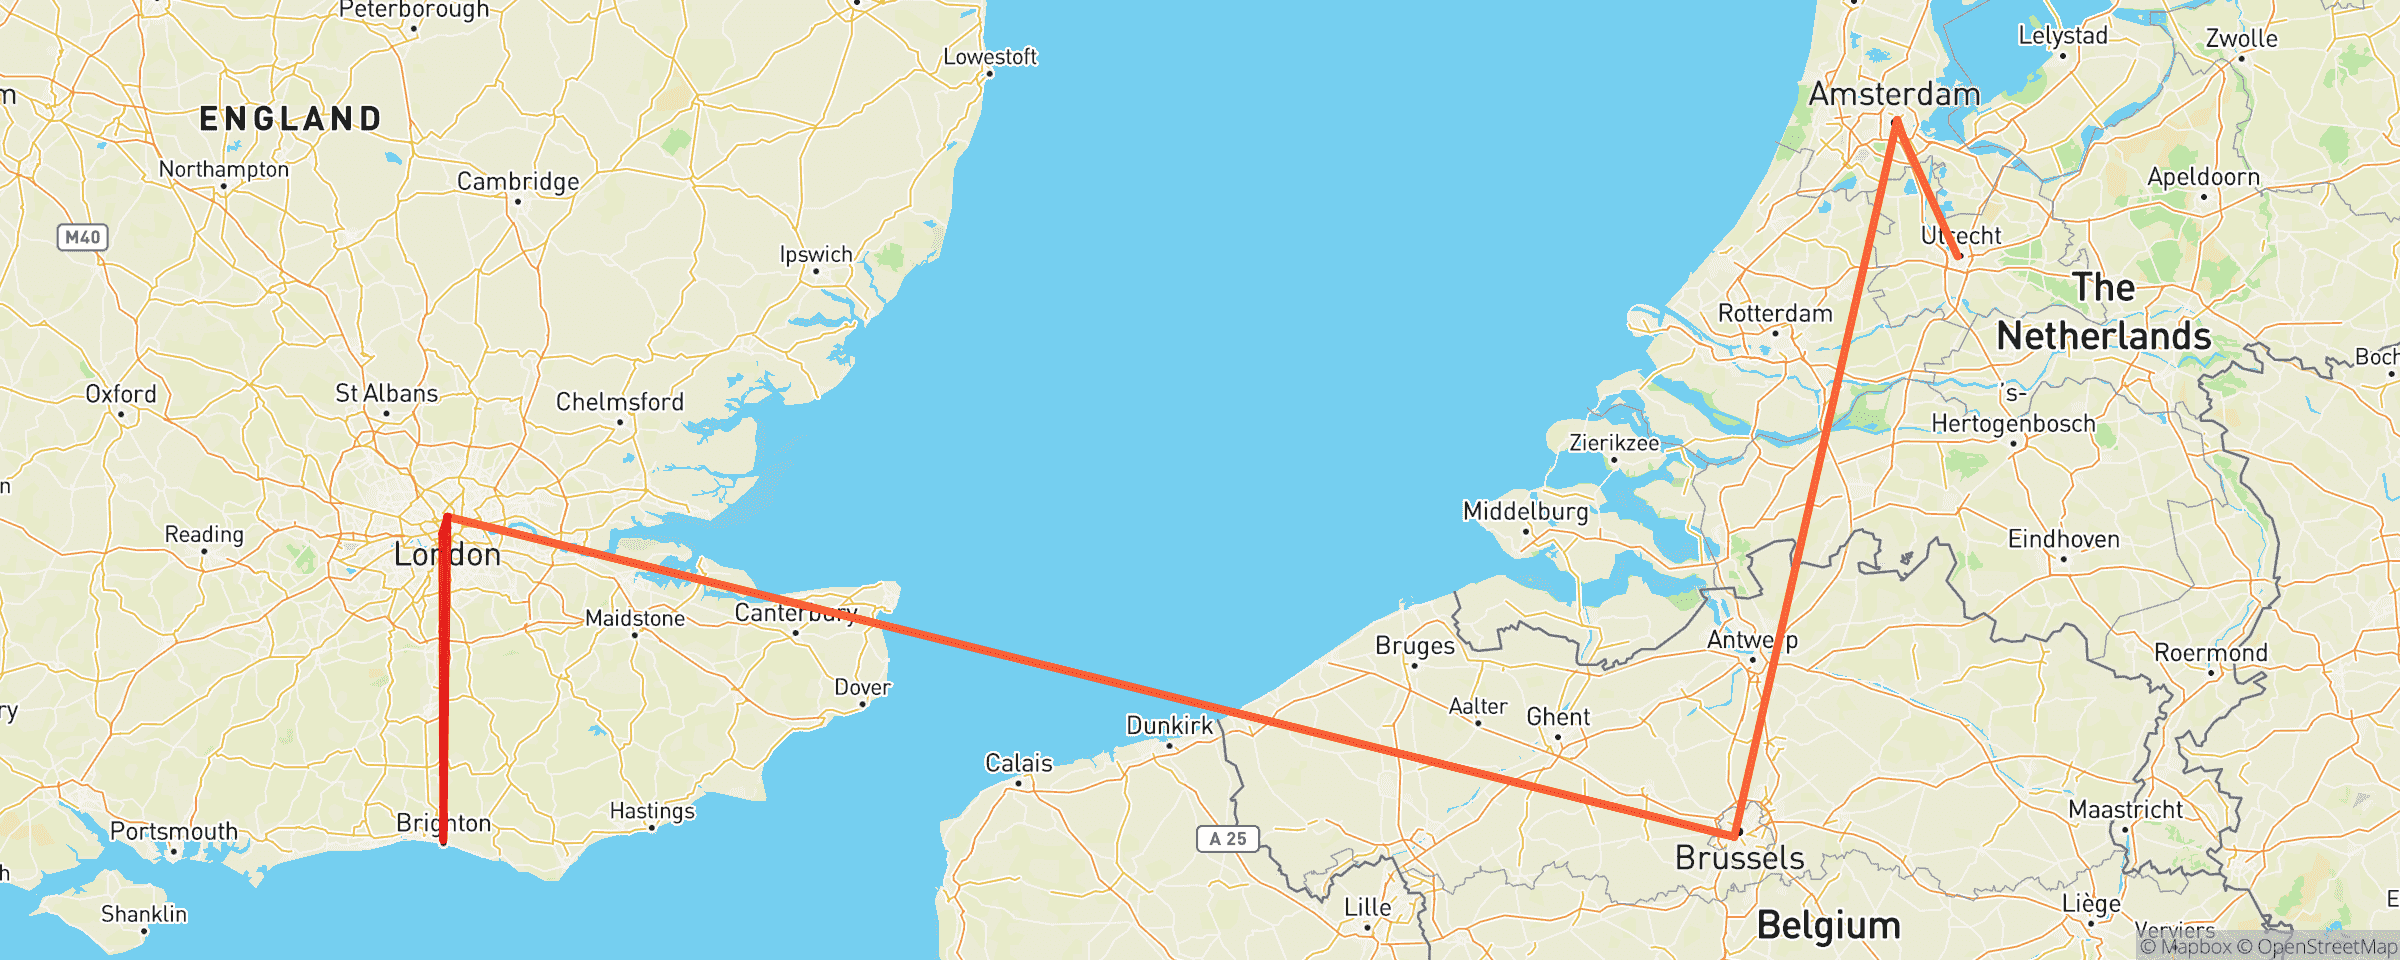 Peterborough
Lowestoft
Lelystad
Zwolle
Amsterdam
m
ENGLAND
Northampton
Cambridge
Apeldoorn
M40
Ipswich
Utrecht
The
Netherlands
Rotterdam
Boch
Oxford
St Albans
Chelmsford
's-
Hertogenbosch
Zierikzee
n
Middelburg
Reading
London
Eindhoven
Maidstone
Canterbury
Bruges
Antwerp
Roermond
Dover
ry
Aalter
Ghent
Dunkirk
Calais
Hastings
Brighton
Portsmouth
Maastricht
A 25
Brussels
h
Shanklin
Lille
Liège
E
Belgium
Verviers
© Mapbox © OpenStreetMap